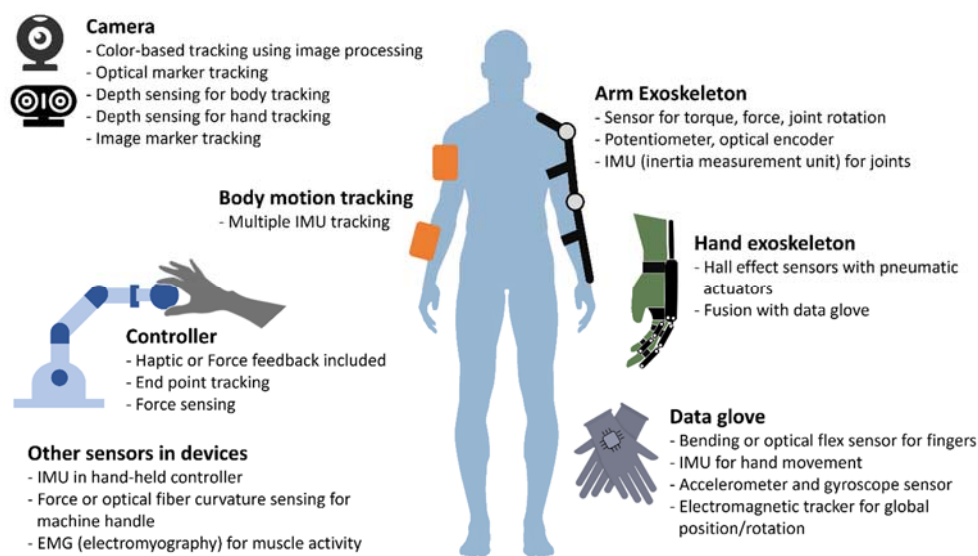 Camera
- Color-based tracking using image processing
- Optical marker tracking
- Depth sensing for body tracking
- Depth sensing for hand tracking
- Image marker tracking
Arm Exoskeleton
- Sensor for torque, force, joint rotation
- Potentiometer, optical encoder
- IMU (inertia measurement unit) for joints
Body motion tracking
- Multiple IMU tracking
Hand exoskeleton
- Hall effect sensors with pneumatic
actuators
- Fusion with data glove
Controller
- Haptic or Force feedback included
- End point tracking
- Force sensing
Data glove
- Bending or optical flex sensor for fingers
- IMU for hand movement
- Accelerometer and gyroscope sensor
- Electromagnetic tracker for global
position/rotation
Other sensors in devices
- IMU in hand-held controller
- Force or optical fiber curvature sensing for
machine handle
- EMG (electromyography) for muscle activity